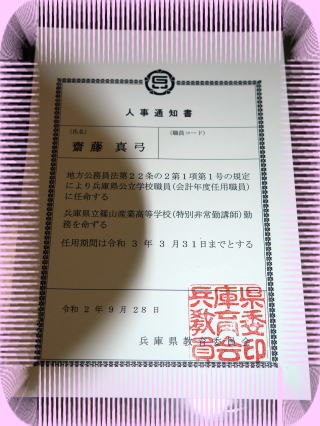 人事通知書
(氏名)
(職員コード)
齋藤 真弓
地方公務員法第22条の2第1項第1号の規定
により兵庫県公立学校職員(会計年度任用職員)
に任命する
兵庫県立篠山産業高等学校(特別非常勤講師)勤
務を命ずる
任用期間は令和 3 年 3 月31日までとする
令和 2 年 9 月 28 日
兵庫県教育委員会
兵庫県教育委員会印